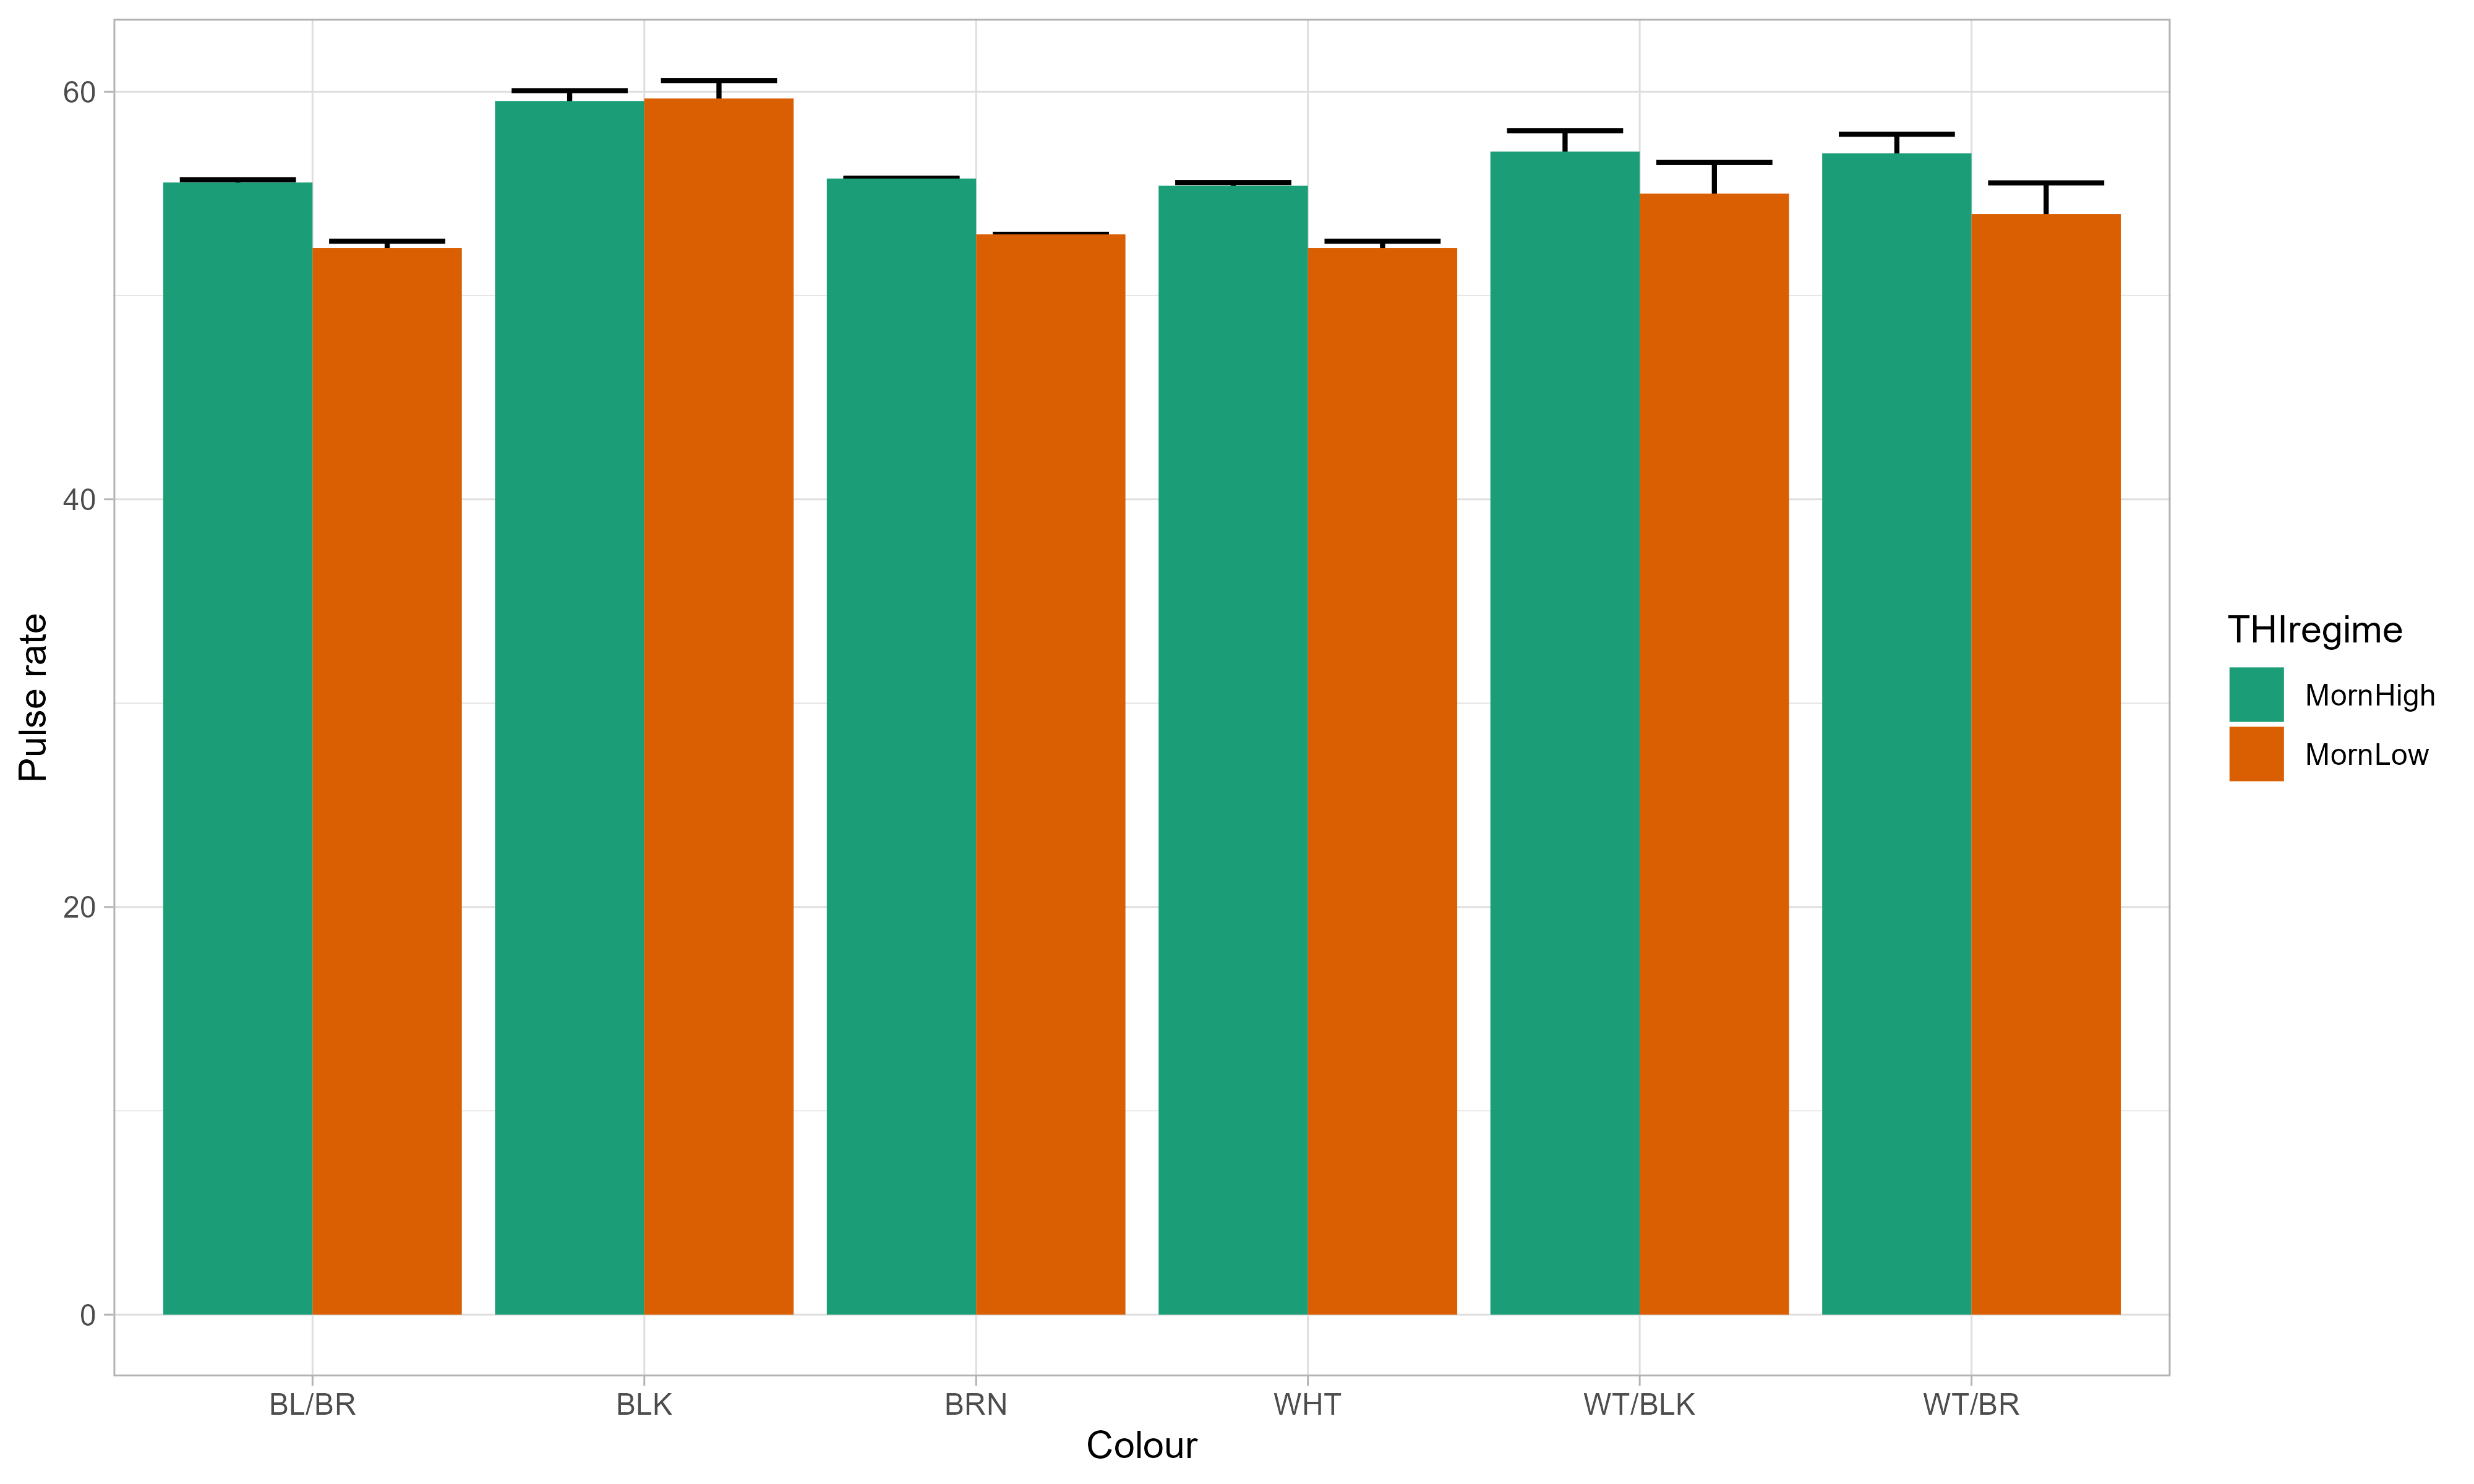 60
40
20
0
Pulse rate
BL/BR BLK BRN WHT WT/BLK WT/BR
Colour
THIregime
MornHigh
MornLow